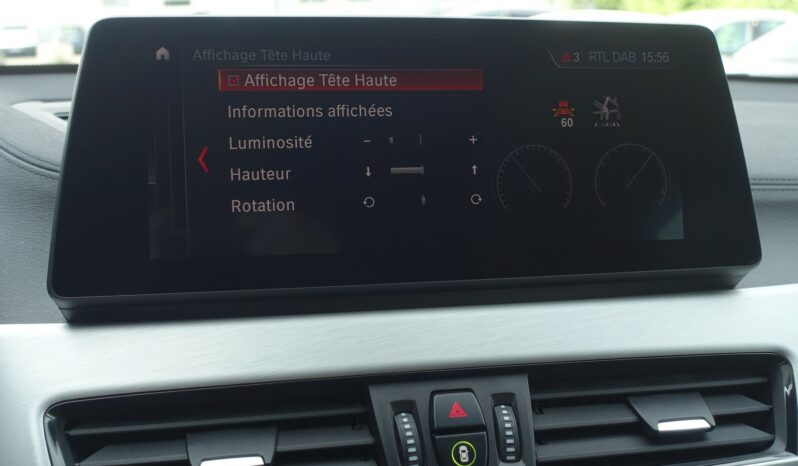 Affichage Tête Haute
3 RTL DAB 15:56
Affichage Tête Haute
Informations affichées
60
Luminosité - +
Hauteur
Rotation